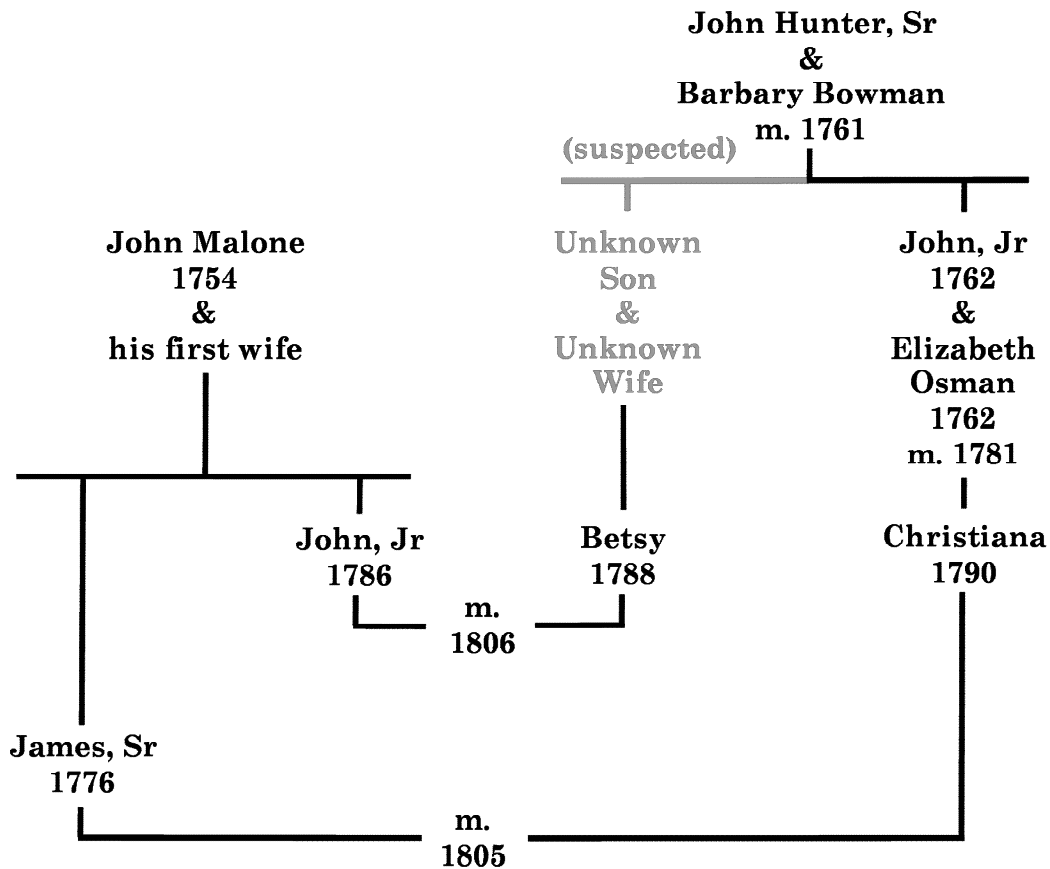 John Hunter, Sr
&
Barbary Bowman
m. 1761
(suspected)
John Malone
1754
&
his first wife
Unknown
Son
&
Unknown
Wife
John, Jr
1762
&
Elizabeth
Osman
1762
m. 1781
John, Jr
1786
Betsy
1788
Christiana
1790
m.
1806
James, Sr
1776
m.
1805